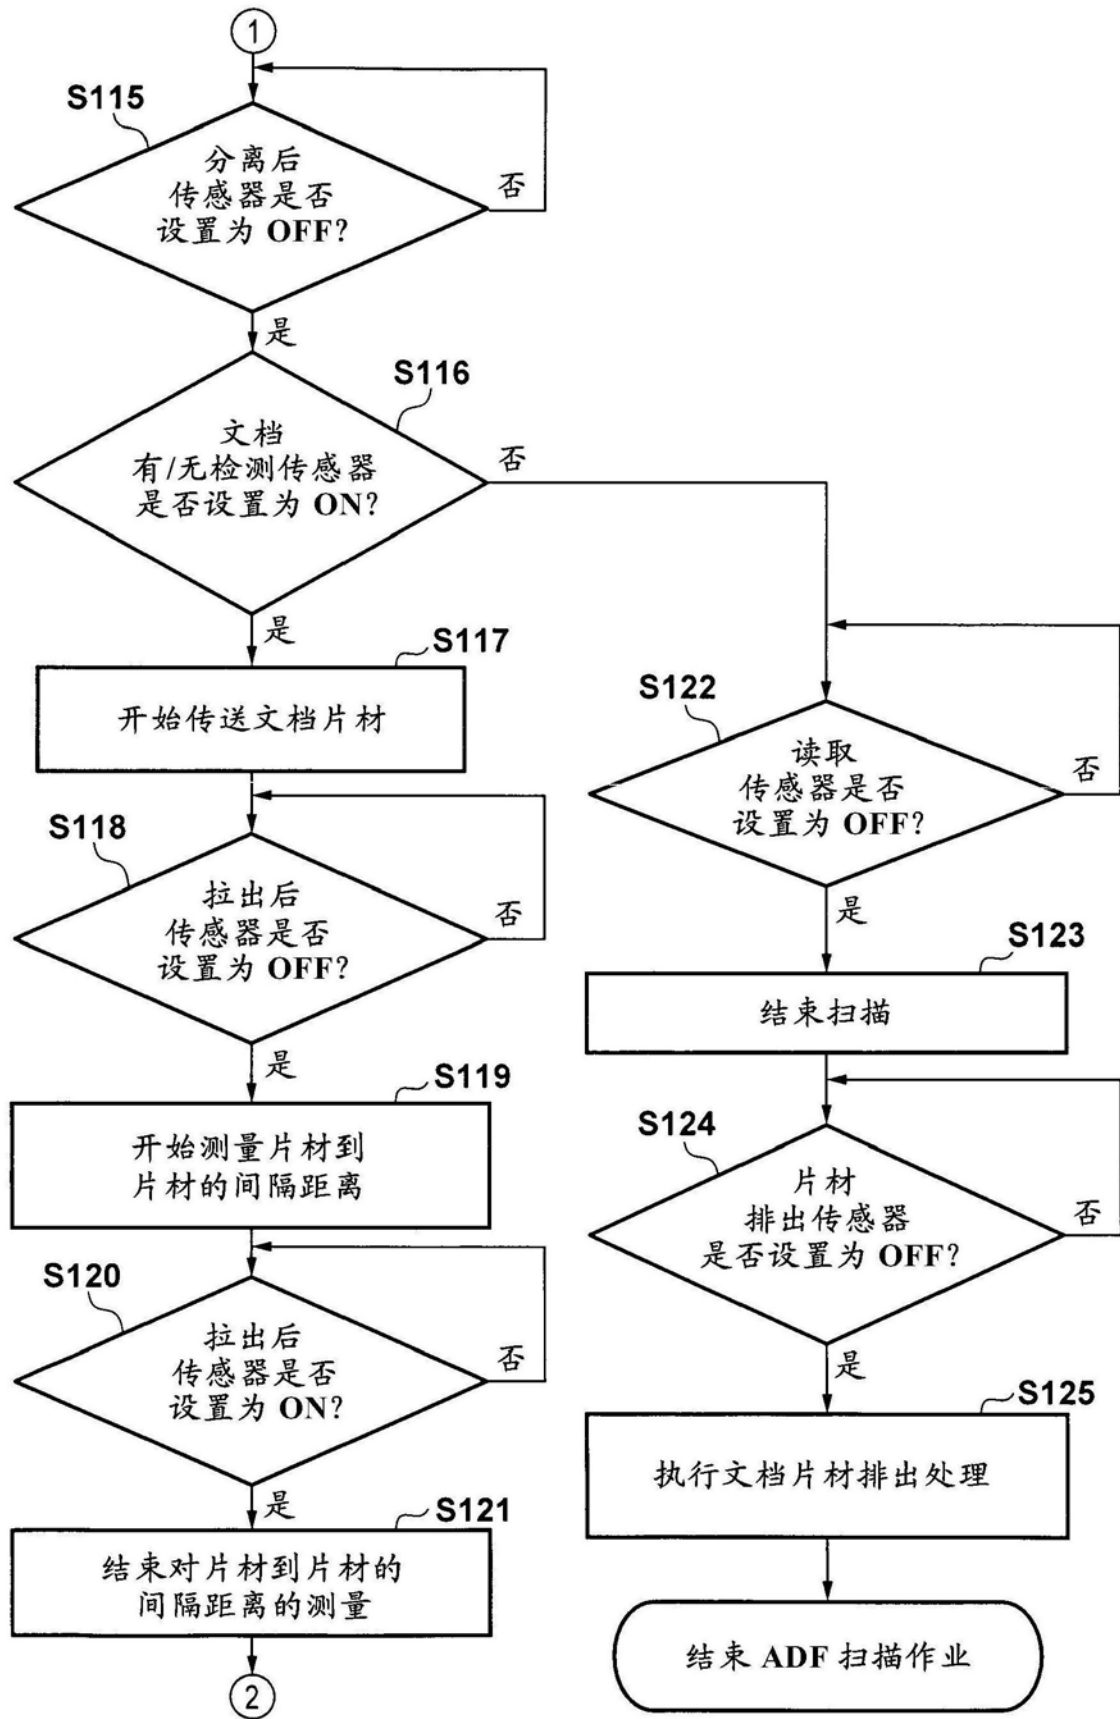 1
S115
分离后
传感器是否
设置为 OFF?
否
是
S116
文档
有/无检测传感器
是否设置为 ON?
否
是
S117
开始传送文档片材
S118
拉出后
传感器是否
设置为 OFF?
否
是
S119
开始测量片材到
片材的间隔距离
S120
拉出后
传感器是否
设置为 ON?
否
是
S121
结束对片材到片材的
间隔距离的测量
2
S122
读取
传感器是否
设置为 OFF?
否
是
S123
结束扫描
S124
片材
排出传感器
是否设置为 OFF?
否
是
S125
执行文档片材排出处理
结束 ADF 扫描作业